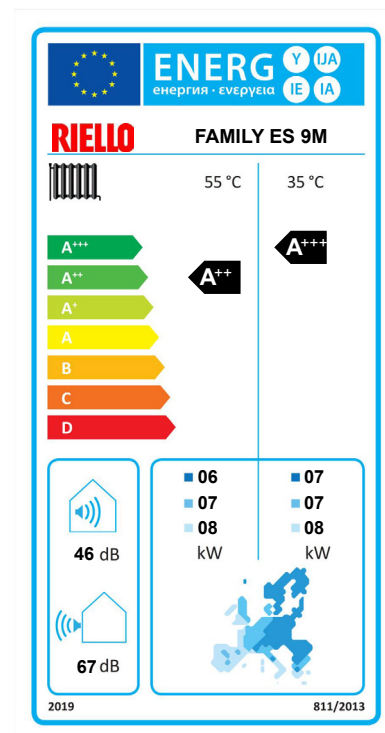 ENERG Y IJA
енергия · ενεργεια IE IA
RIELLO FAMILY ES 9M
55 °C 35 °C
A+++ A+++
A++ A++
A+
A
B
C
D
06 07
07 07
08 08
kW kW
46 dB
67 dB
2019 811/2013